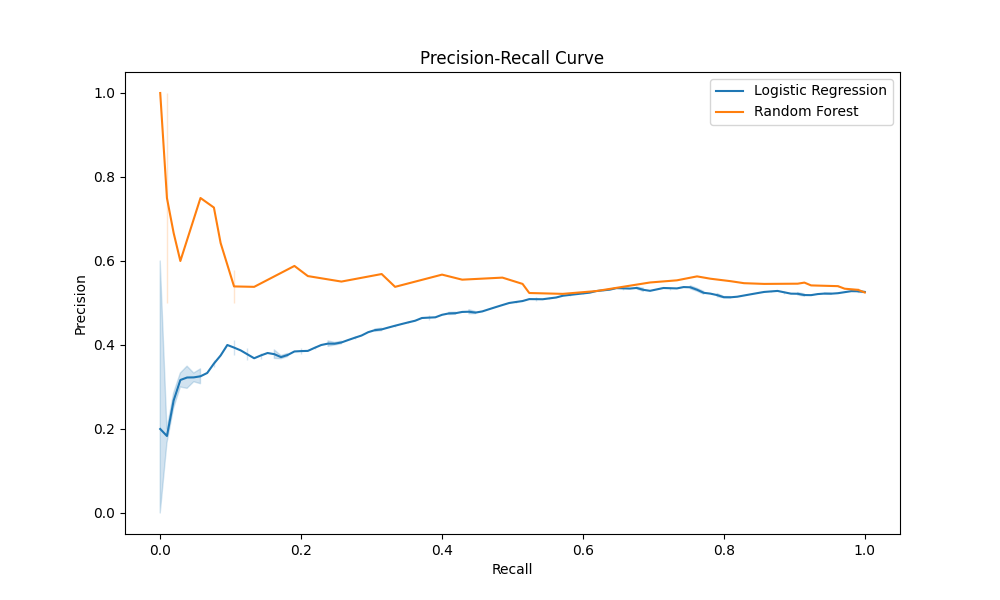 Precision-Recall Curve
Logistic Regression
Random Forest
Precision
1.0
0.8
0.6
0.4
0.2
0.0
0.0 0.2 0.4 0.6 0.8 1.0
Recall